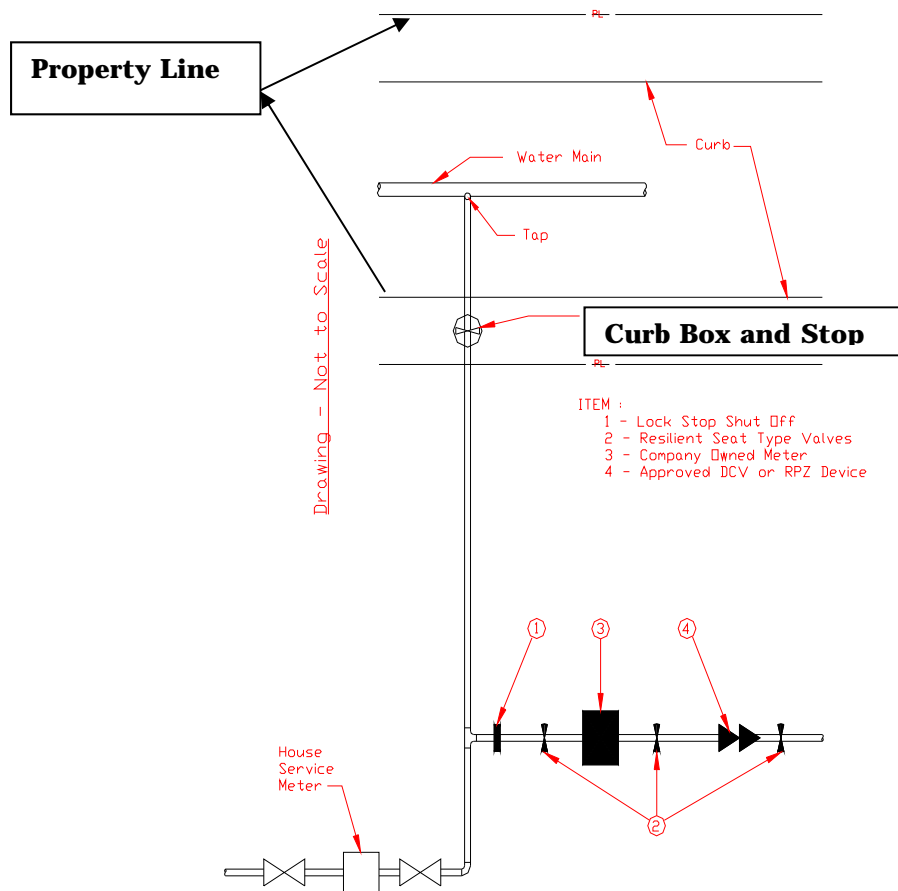 PL
Property Line
Curb
Water Main
Tap
Drawing - Not to Scale
Curb Box and Stop
PL
ITEM :
1 - Lock Stop Shut Off
2 - Resilient Seat Type Valves
3 - Company Owned Meter
4 - Approved DCV or RPZ Device
1
3
4
House
Service
Meter
2